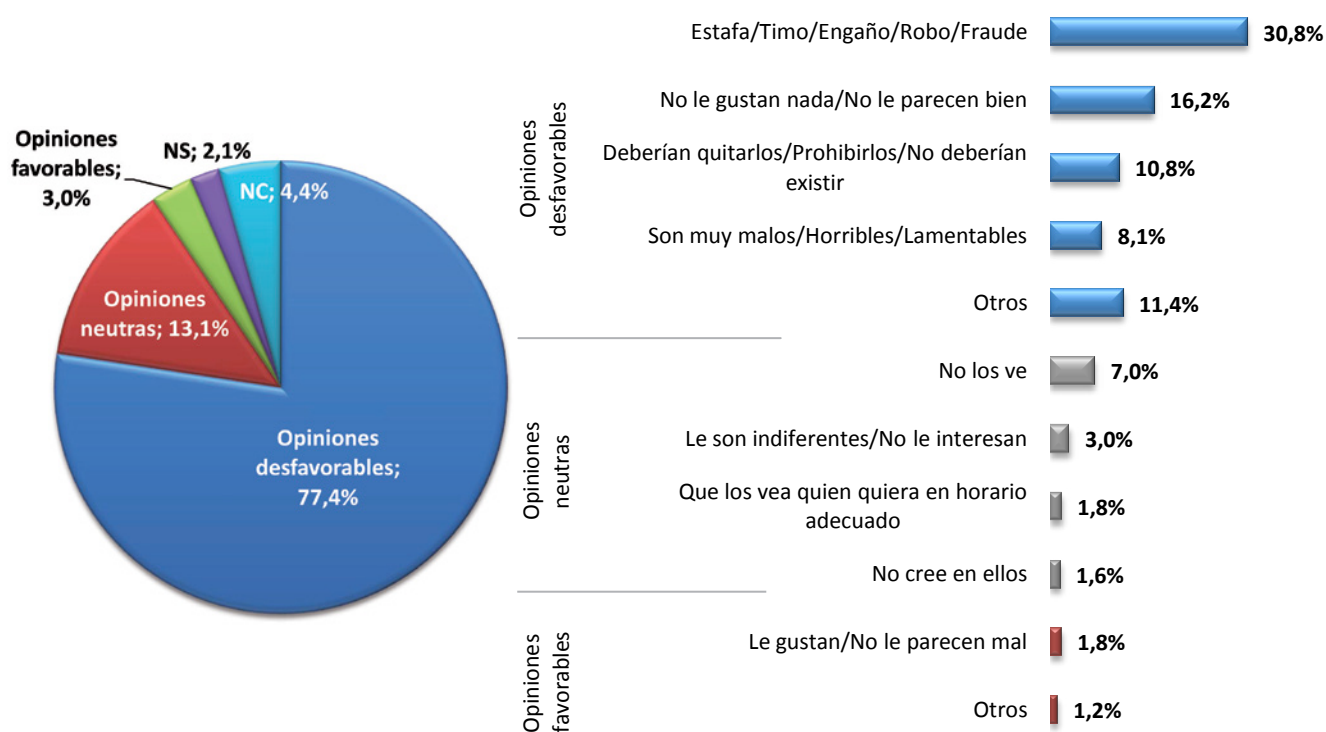 Opiniones
favorables;
3,0%
NS; 2,1%
NC; 4,4%
Opiniones
neutras; 13,1%
Opiniones
desfavorables;
77,4%
Opiniones
desfavorables
Estafa/Timo/Engaño/Robo/Fraude
30,8%
No le gustan nada/No le parecen bien
16,2%
Deberían quitarlos/Prohibirlos/No deberían
existir
10,8%
Son muy malos/Horribles/Lamentables
8,1%
Otros
11,4%
Opiniones
neutras
No los ve
7,0%
Le son indiferentes/No le interesan
3,0%
Que los vea quien quiera en horario
adecuado
1,8%
No cree en ellos
1,6%
Opiniones
favorables
Le gustan/No le parecen mal
1,8%
Otros
1,2%